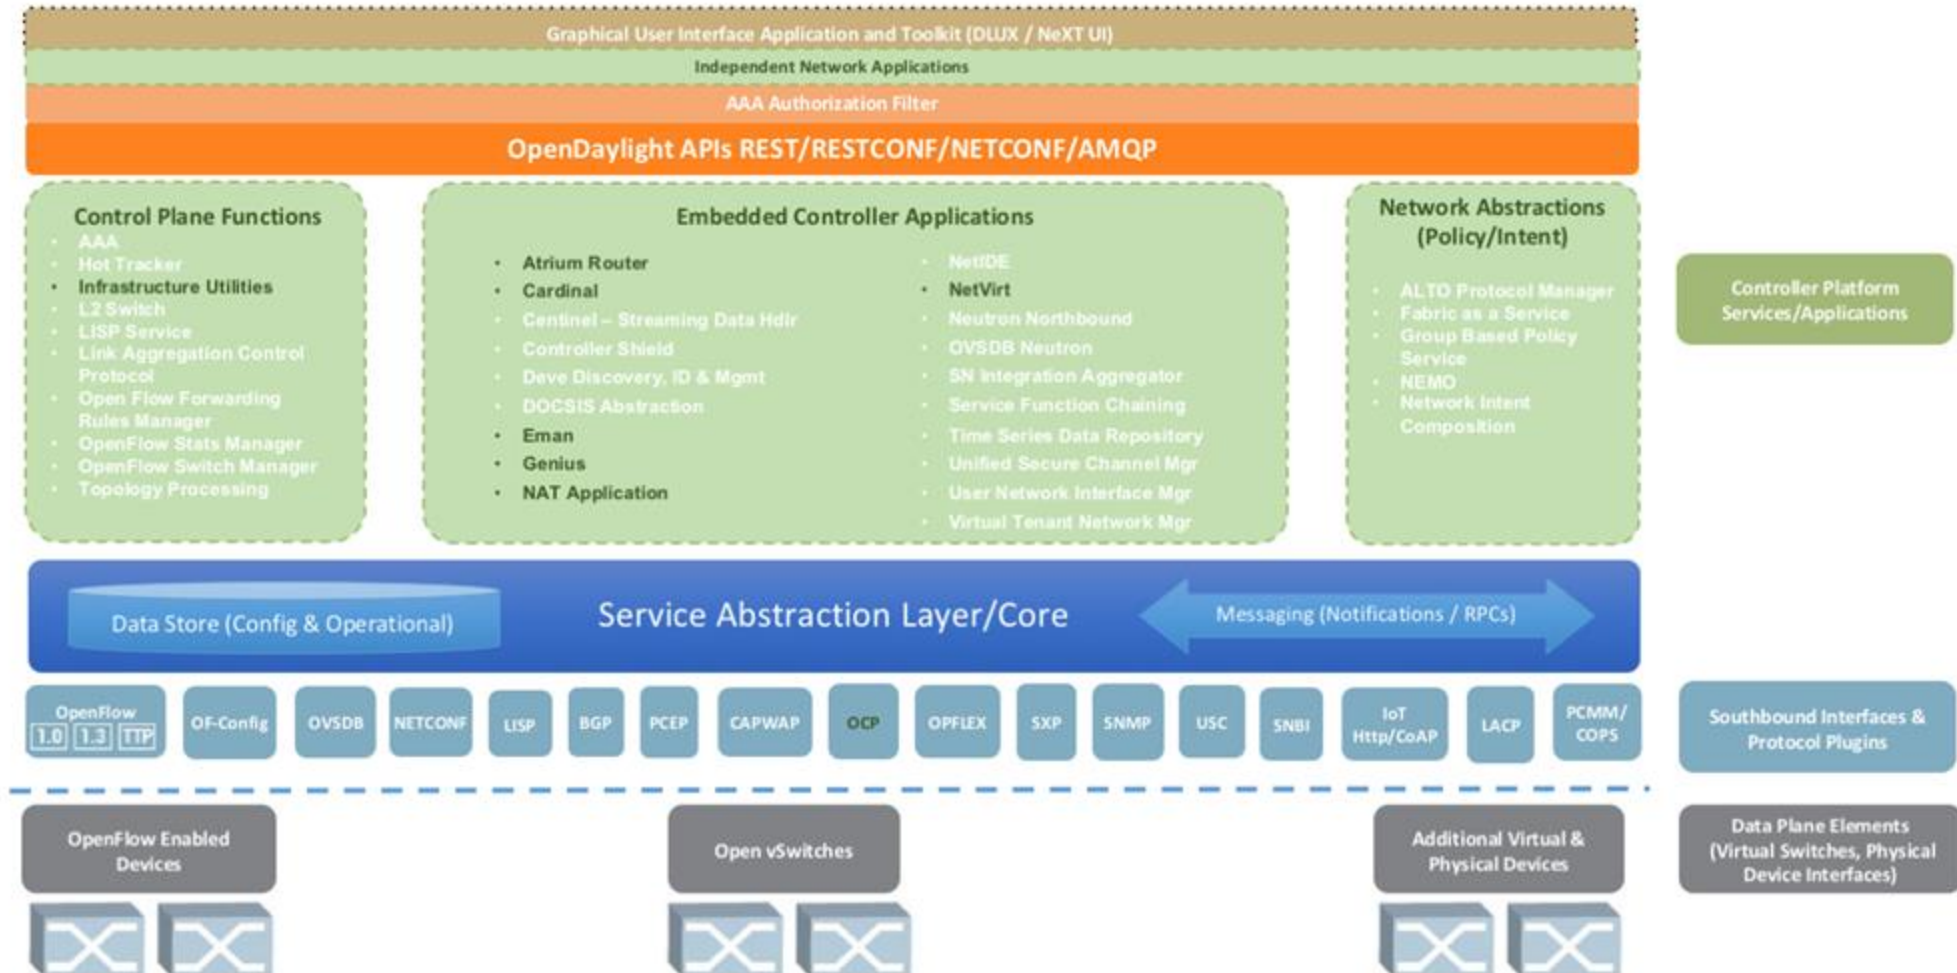 Graphical User Interface Application and Toolkit (DLUX / NeXT UI)
Independent Network Applications
AAA Authorization Filter
OpenDaylight APIs REST/RESTCONF/NETCONF/AMQP
Control Plane Functions
• AAA
• Hot Tracker
• Infrastructure Utilities
• L2 Switch
• LISP Service
• Link Aggregation Control
Protocol
• Open Flow Forwarding
Rules Manager
• OpenFlow Stats Manager
• OpenFlow Switch Manager
• Topology Processing
Embedded Controller Applications
• Atrium Router
• Cardinal
• Centinel – Streaming Data Hdlr
• Controller Shield
• Deve Discovery, ID & Mgmt
• DOCSIS Abstraction
• Eman
• Genius
• NAT Application
• NetIDE
• NetVirt
• Neutron Northbound
• OVSDB Neutron
• SN Integration Aggregator
• Service Function Chaining
• Time Series Data Repository
• Unified Secure Channel Mgr
• User Network Interface Mgr
• Virtual Tenant Network Mgr
Network Abstractions
(Policy/Intent)
• ALTO Protocol Manager
• Fabric as a Service
• Group Based Policy
Service
• NEMO
• Network Intent
Composition
Controller Platform
Services/Applications
Data Store (Config & Operational)
Service Abstraction Layer/Core
Messaging (Notifications / RPCs)
OpenFlow
1.0 1.3 TTP
OF-Config
OVSDB
NETCONF
LISP
BGP
PCEP
CAPWAP
OCP
OPFLEX
SXP
SNMP
USC
SNBI
IoT
Http/CoAP
LACP
PCMM/
COPS
Southbound Interfaces &
Protocol Plugins
OpenFlow Enabled
Devices
Open vSwitches
Additional Virtual &
Physical Devices
Data Plane Elements
(Virtual Switches, Physical
Device Interfaces)